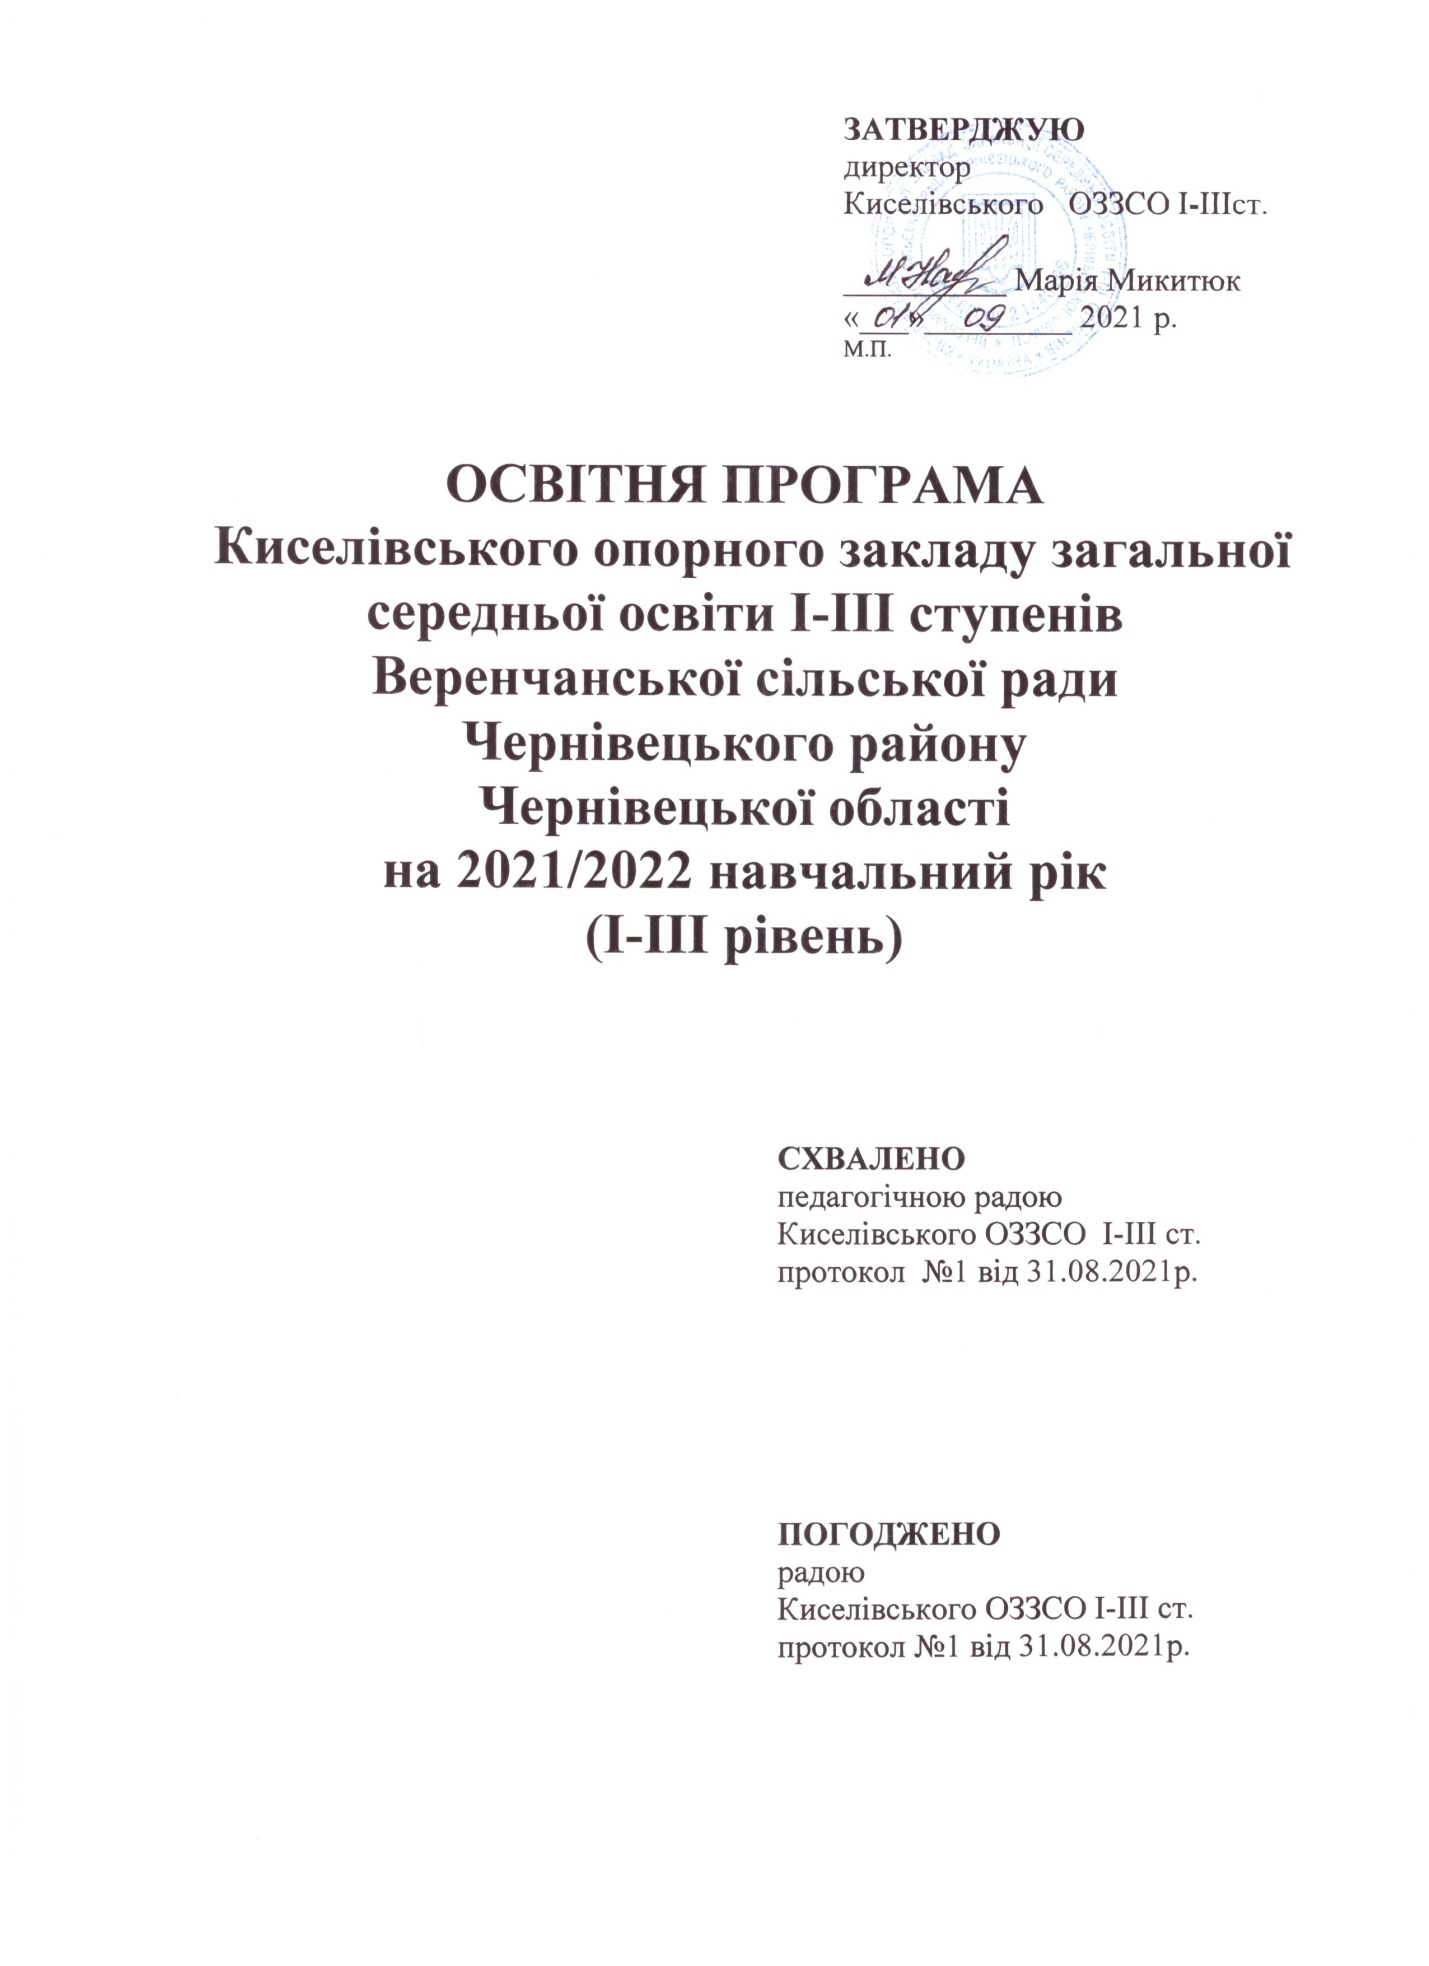 ЗАТВЕРДЖУЮ
директор
Киселівського ОЗЗСО І-ІІІст.
____________ Марія Микитюк
« 01 » 09 2021 р.
М.П.
ОСВІТНЯ ПРОГРАМА
Киселівського опорного закладу загальної
середньої освіти І-ІІІ ступенів
Веренчанської сільської ради
Чернівецького району
Чернівецької області
на 2021/2022 навчальний рік
(І-ІІІ рівень)
СХВАЛЕНО
педагогічною радою
Киселівського ОЗЗСО І-ІІІ ст.
протокол №1 від 31.08.2021р.
ПОГОДЖЕНО
радою
Киселівського ОЗЗСО І-ІІІ ст.
протокол №1 від 31.08.2021р.